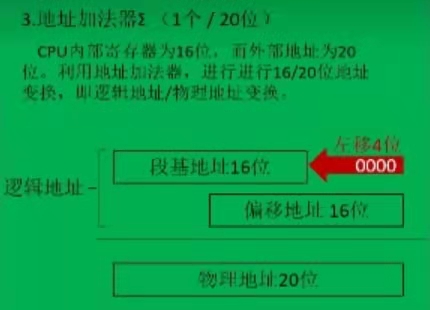 3.地址加法器Σ（1个/20位）
CPU内部寄存器为16位，而外部地址为20
位。利用地址加法器，进行进行16/20位地址
变换，即逻辑地址/物理地址变换。
左移4位
段基地址16位
0000
逻辑地址
偏移地址 16位
物理地址20位